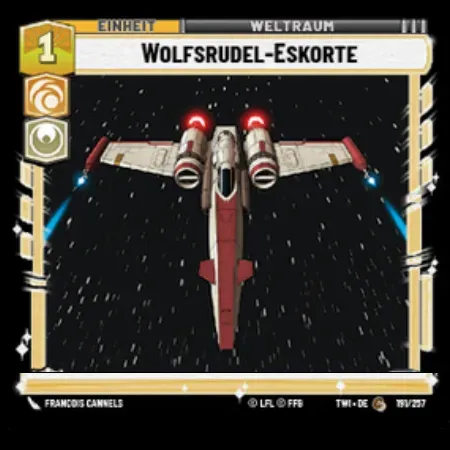 EINHEIT
WELTRAUM
1
WOLFSRUDEL-ESKORTE
FRANCOIS CANNELS
© LFL © FFG
TWI • DE
191/257